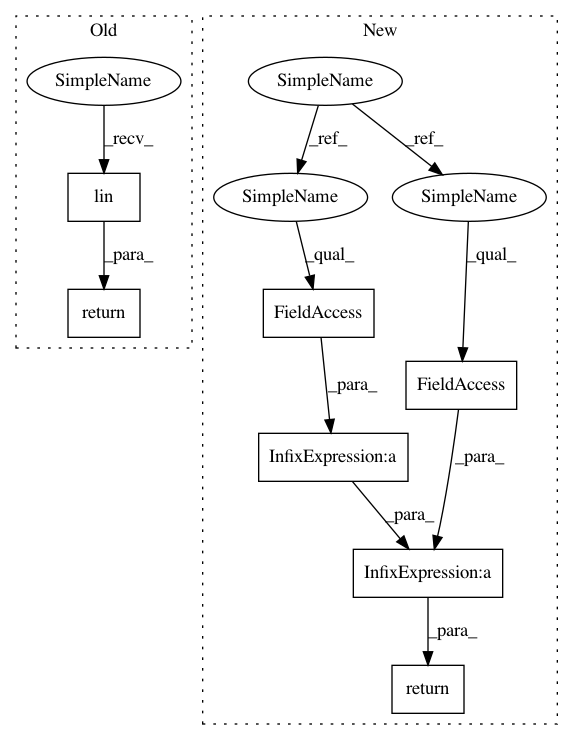 Old
New
SimpleName
SimpleName
_recv_
_ref_
_ref_
lin
SimpleName
SimpleName
_para_
_qual_
_qual_
return
FieldAccess
FieldAccess
_para_
InfixExpression:a
_para_
_para_
InfixExpression:a
_para_
return